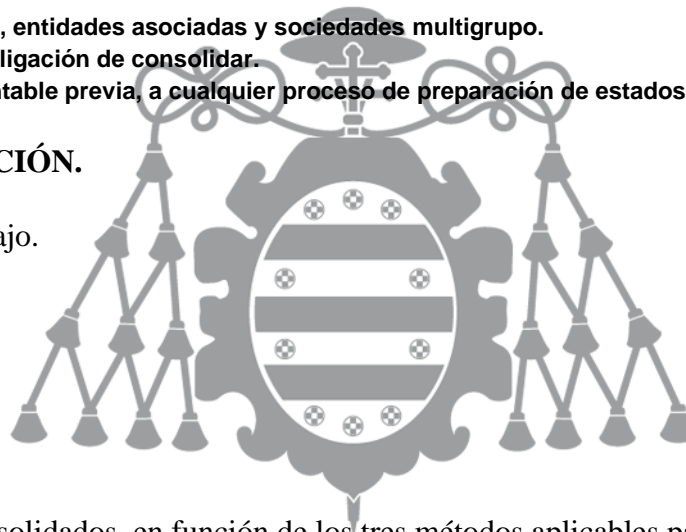 , entidades asociadas y sociedades multigrupo.
ligación de consolidar.
ntable previa, a cualquier proceso de preparación de estados
CIÓN.
ajo.
solidados, en función de los tres métodos aplicables pa